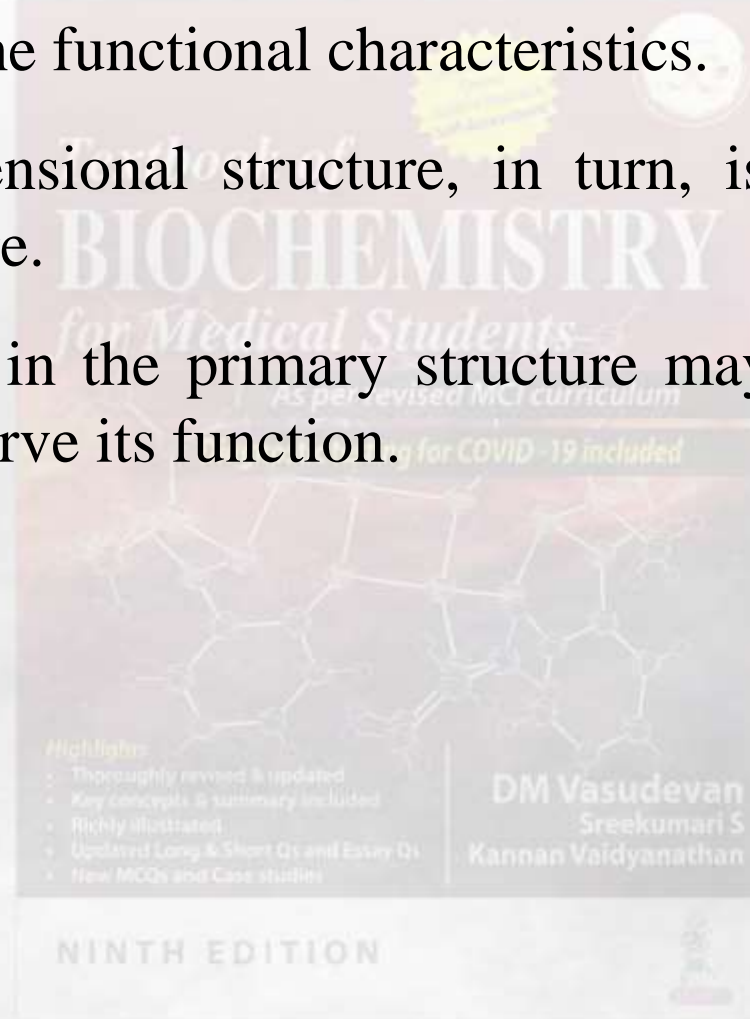 ne functional characteristics.
ensional structure, in turn, is
e.
BIOCHEMISTRY
for Medical Students
in the primary structure may
As per revised MCI curriculum
rve its function.
g for COVID -19 included
Highlights
• Thoroughly revised & updated
• Key concepts & summary included
• Richly illustrated
• Updated Long & Short Qs and Essay Qs
• New MCQs and Case studies
DM Vasudevan
Sreekumari S
Kannan Vaidyanathan
NINTH EDITION